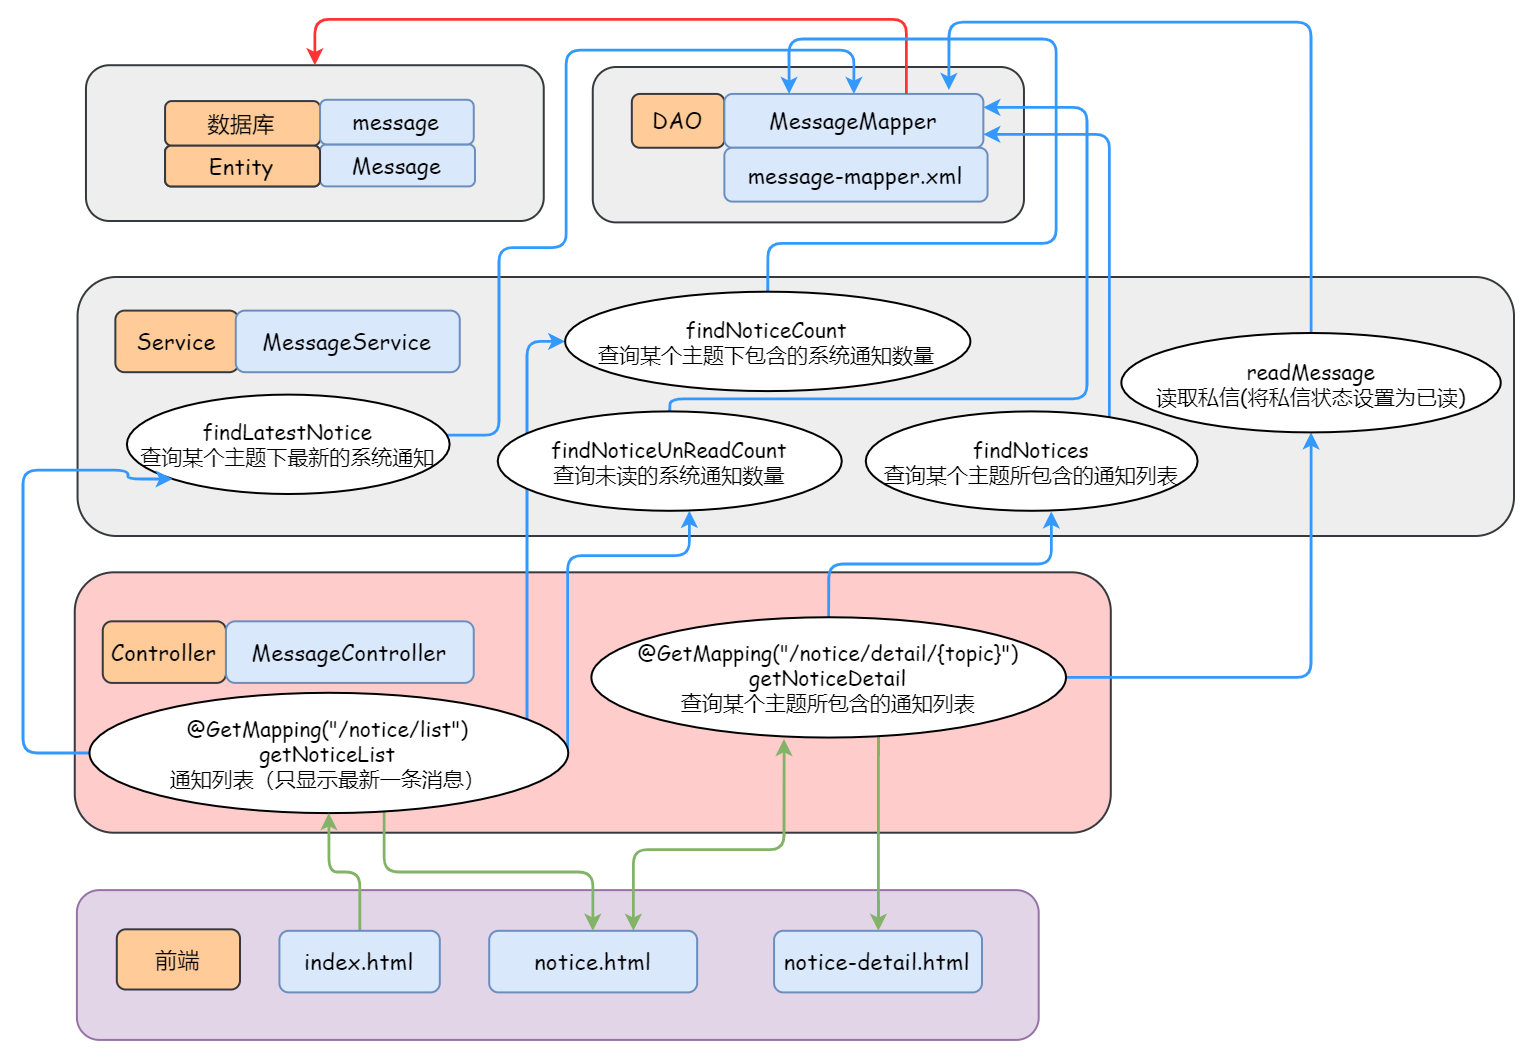 数据库
message
Entity
Message
DAO
MessageMapper
message-mapper.xml
Service
MessageService
findNoticeCount
查询某个主题下包含的系统通知数量
readMessage
读取私信(将私信状态设置为已读)
findLatestNotice
查询某个主题下最新的系统通知
findNoticeUnReadCount
查询未读的系统通知数量
findNotices
查询某个主题所包含的通知列表
Controller
MessageController
@GetMapping("/notice/detail/{topic}")
getNoticeDetail
查询某个主题所包含的通知列表
@GetMapping("/notice/list")
getNoticeList
通知列表（只显示最新一条消息）
前端
index.html
notice.html
notice-detail.html